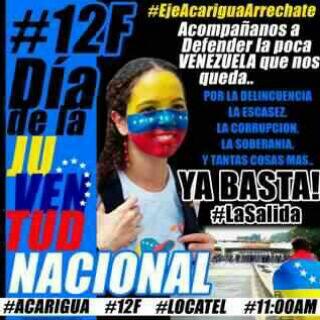 #12F
Día
de la
JU
VEN
TUD
NACIONAL
#EjeAcariguaArrechate
Acompáñanos a
Defender la poca
VENEZUELA que nos
queda..
POR LA DELINCUENCIA
LA ESCASEZ,
LA CORRUPCION,
LA SOBERANIA,
Y TANTAS COSAS MAS..
YA BASTA!
#LaSalida
#ACARIGUA #12F #LOCATEL #11:00AM